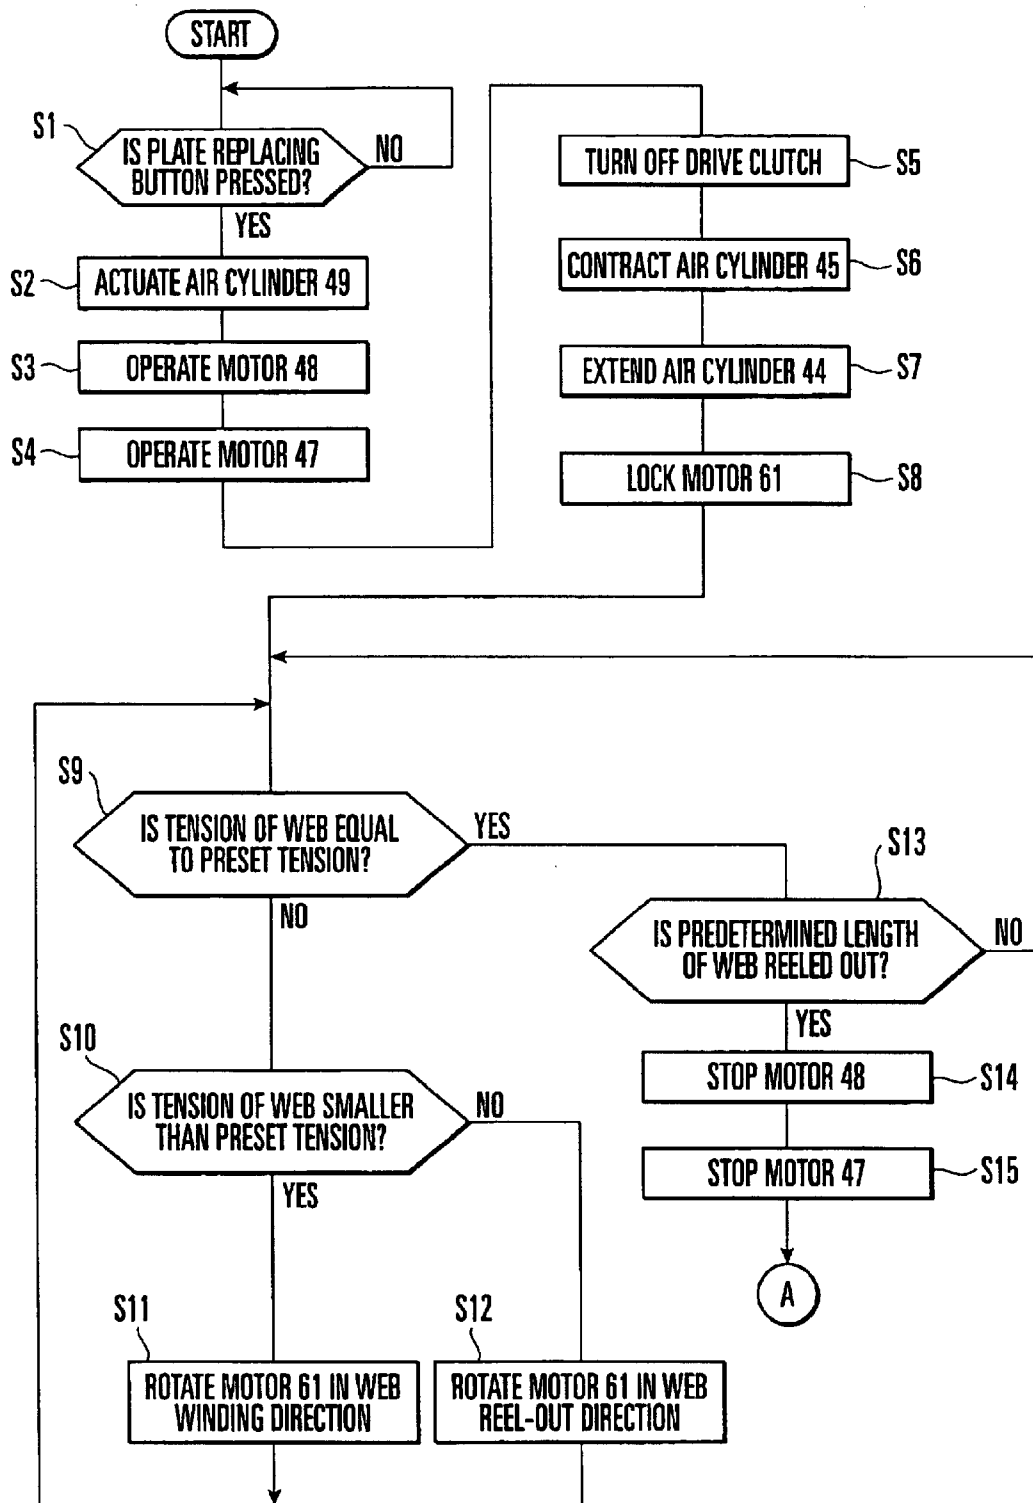 START
S1
IS PLATE REPLACING
BUTTON PRESSED?
NO
YES
S2
ACTUATE AIR CYLINDER 49
S3
OPERATE MOTOR 48
S4
OPERATE MOTOR 47
TURN OFF DRIVE CLUTCH
S5
CONTRACT AIR CYLINDER 45
S6
EXTEND AIR CYLINDER 44
S7
LOCK MOTOR 61
S8
S9
IS TENSION OF WEB EQUAL
TO PRESET TENSION?
YES
NO
S13
IS PREDETERMINED LENGTH
OF WEB REELED OUT?
NO
YES
S10
IS TENSION OF WEB SMALLER
THAN PRESET TENSION?
NO
YES
STOP MOTOR 48
S14
STOP MOTOR 47
S15
A
S11
ROTATE MOTOR 61 IN WEB
WINDING DIRECTION
S12
ROTATE MOTOR 61 IN WEB
REEL-OUT DIRECTION